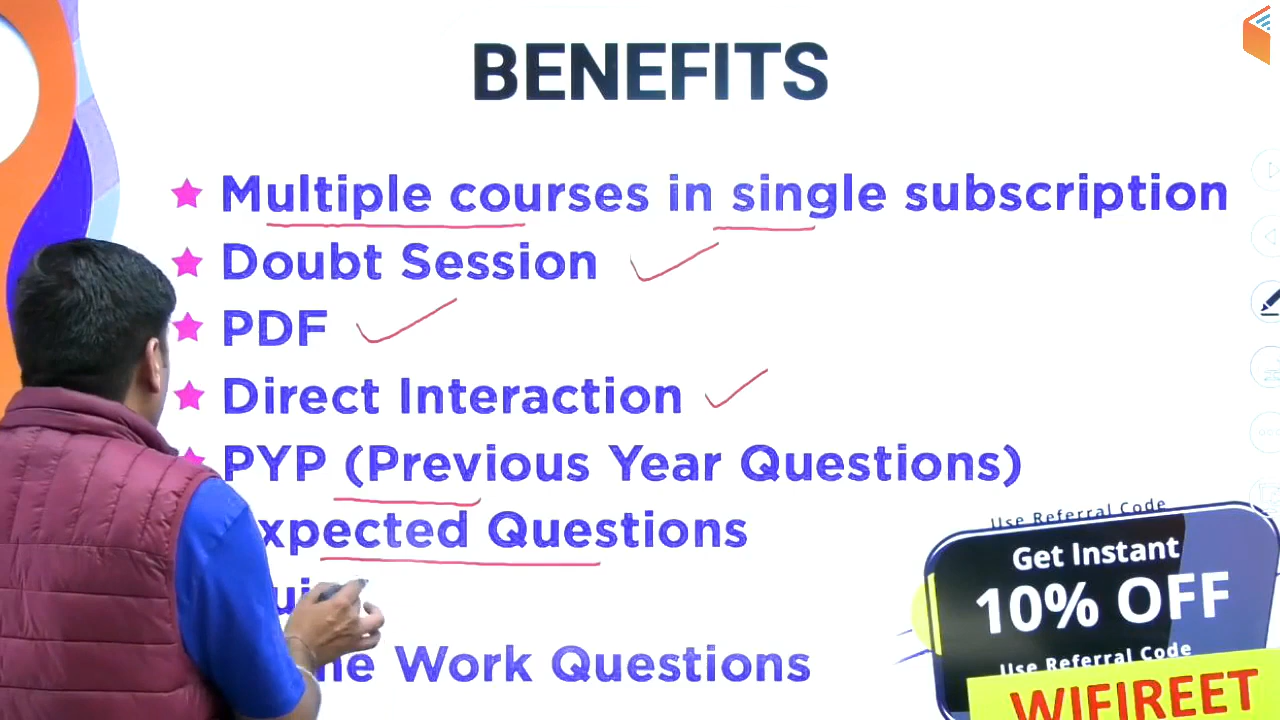 BENEFITS
Multiple courses in single subscription
Doubt Session
PDF
Direct Interaction
PYP (Previous Year Questions)
xpected Questions
Work Questions
Use Referral Code
Get Instant
10% OFF
Use Referral Code
WIFIREET